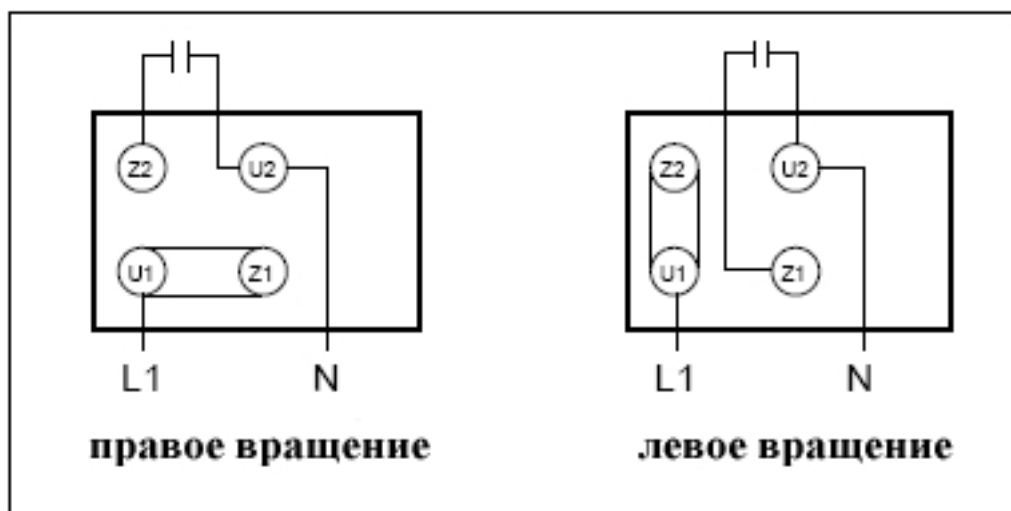 Z2 U2 Z2 U2
U1 Z1 U1 Z1
L1 N L1 N
правое вращение левое вращение